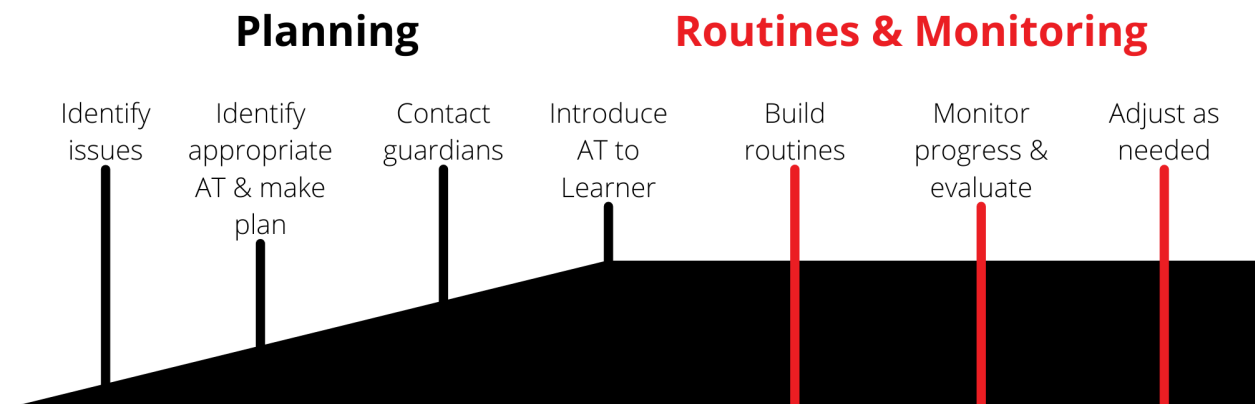 Planning
Routines & Monitoring
Identify
issues
Identify
appropriate
AT & make
plan
Contact
guardians
Introduce
AT to
Learner
Build
routines
Monitor
progress &
evaluate
Adjust as
needed